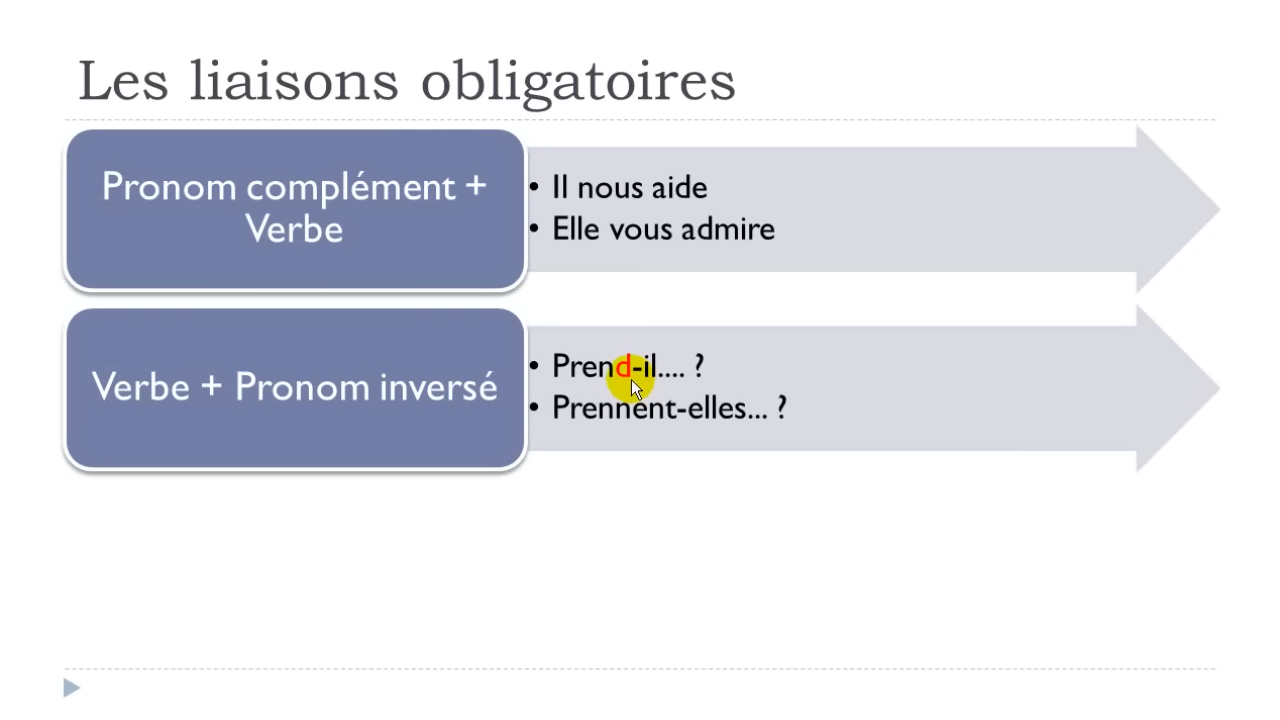 Les liaisons obligatoires
Pronom complément +
Verbe
• Il nous aide
• Elle vous admire
Verbe + Pronom inversé
• Prend-il.... ?
• Prennent-elles... ?